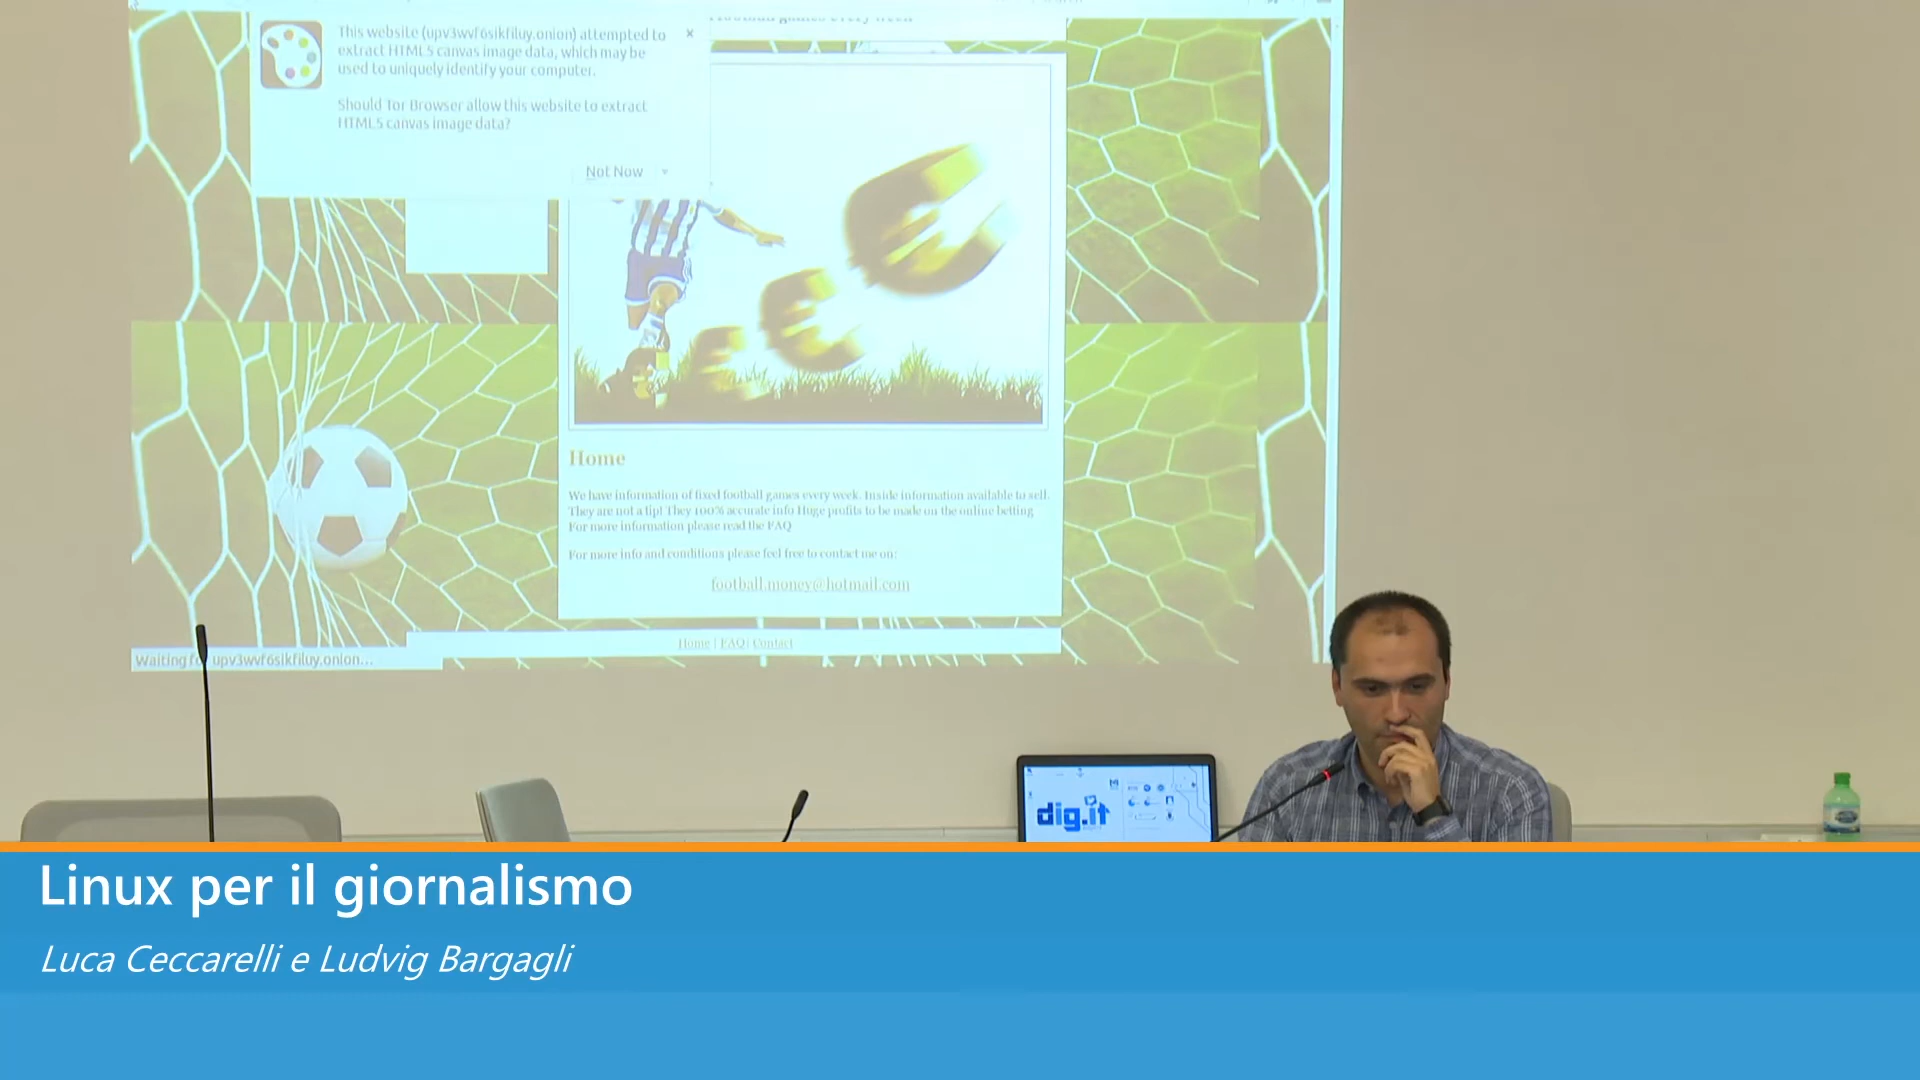 This website (upv3wvf6sikfiluy.onion) attempted to
extract HTML5 canvas image data, which may be
used to uniquely identify your computer.
Should Tor Browser allow this website to extract
HTML5 canvas image data?
Not Now
Home
We have information of fixed football games every week. Inside information available to sell.
They are not a tip! They 100% accurate info Huge profits to be made on the online betting
For more information please read the FAQ
For more info and conditions please feel free to contact me on:
football.money@hotmail.com
Home | FAQ | Contact
Waiting for upv3wvf6sikfiluy.onion...
dig.it
Linux per il giornalismo
Luca Ceccarelli e Ludvig Bargagli